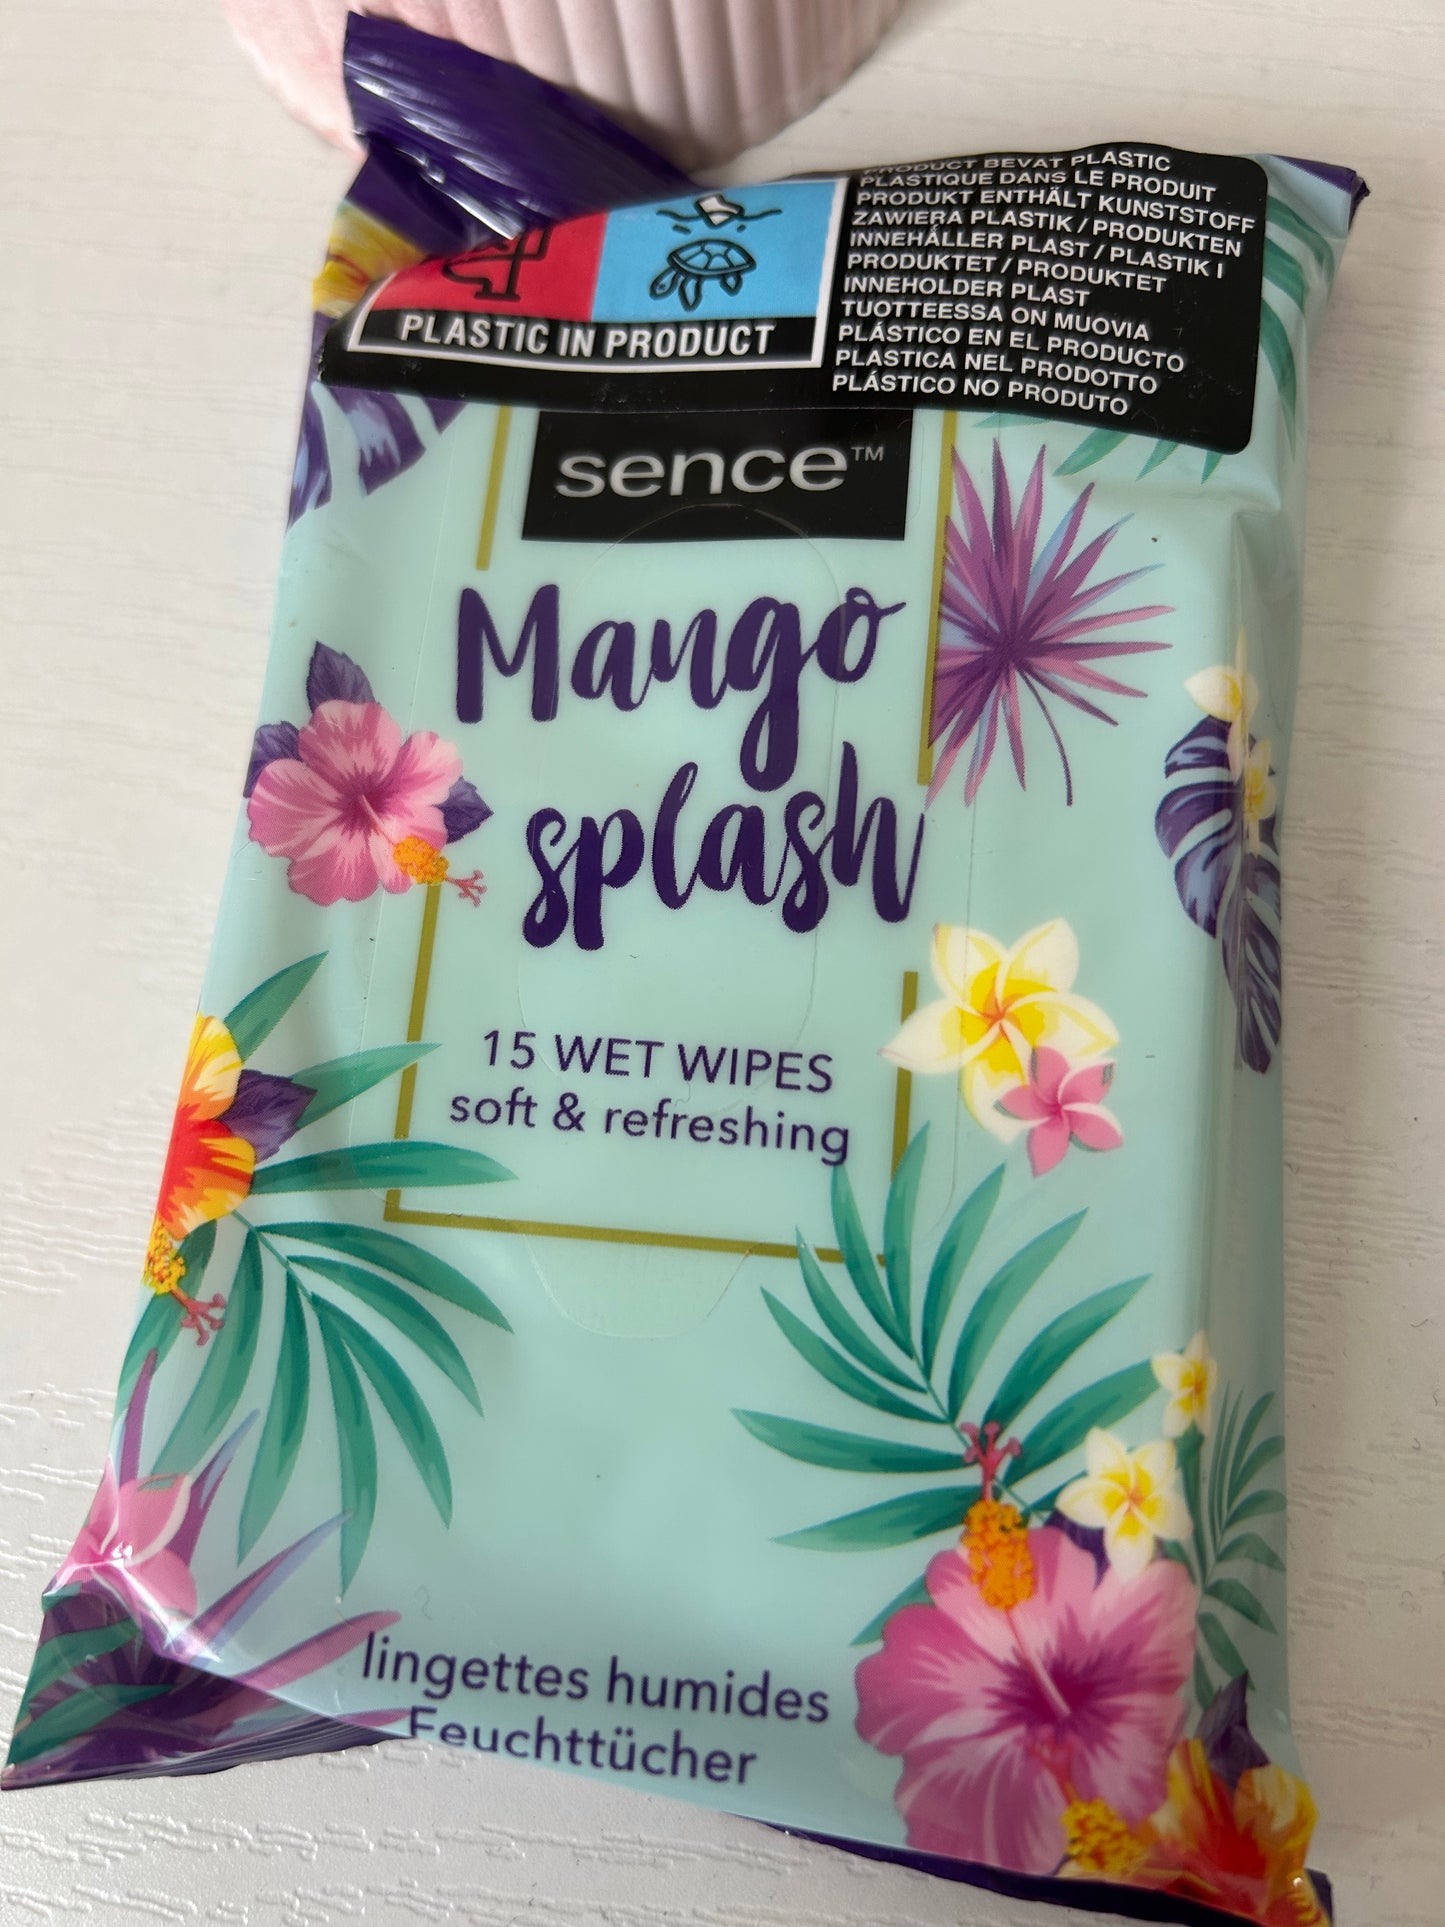 PRODUCT BEVAT PLASTIC
PLASTIQUE DANS LE PRODUIT
PRODUKT ENTHÄLT KUNSTSTOFF
ZAWIERA PLASTIK / PRODUKTEN
INNEHÅLLER PLAST / PLASTIK I
PRODUKTET / PRODUKTET
INNEHOLDER PLAST
TUOTTEESSA ON MUOVIA
PLÁSTICO EN EL PRODUCTO
PLASTICA NEL PRODOTTO
PLÁSTICO NO PRODUTO
PLASTIC IN PRODUCT
sence™
Mango
splash
15 WET WIPES
soft & refreshing
lingettes humides
Feuchttücher